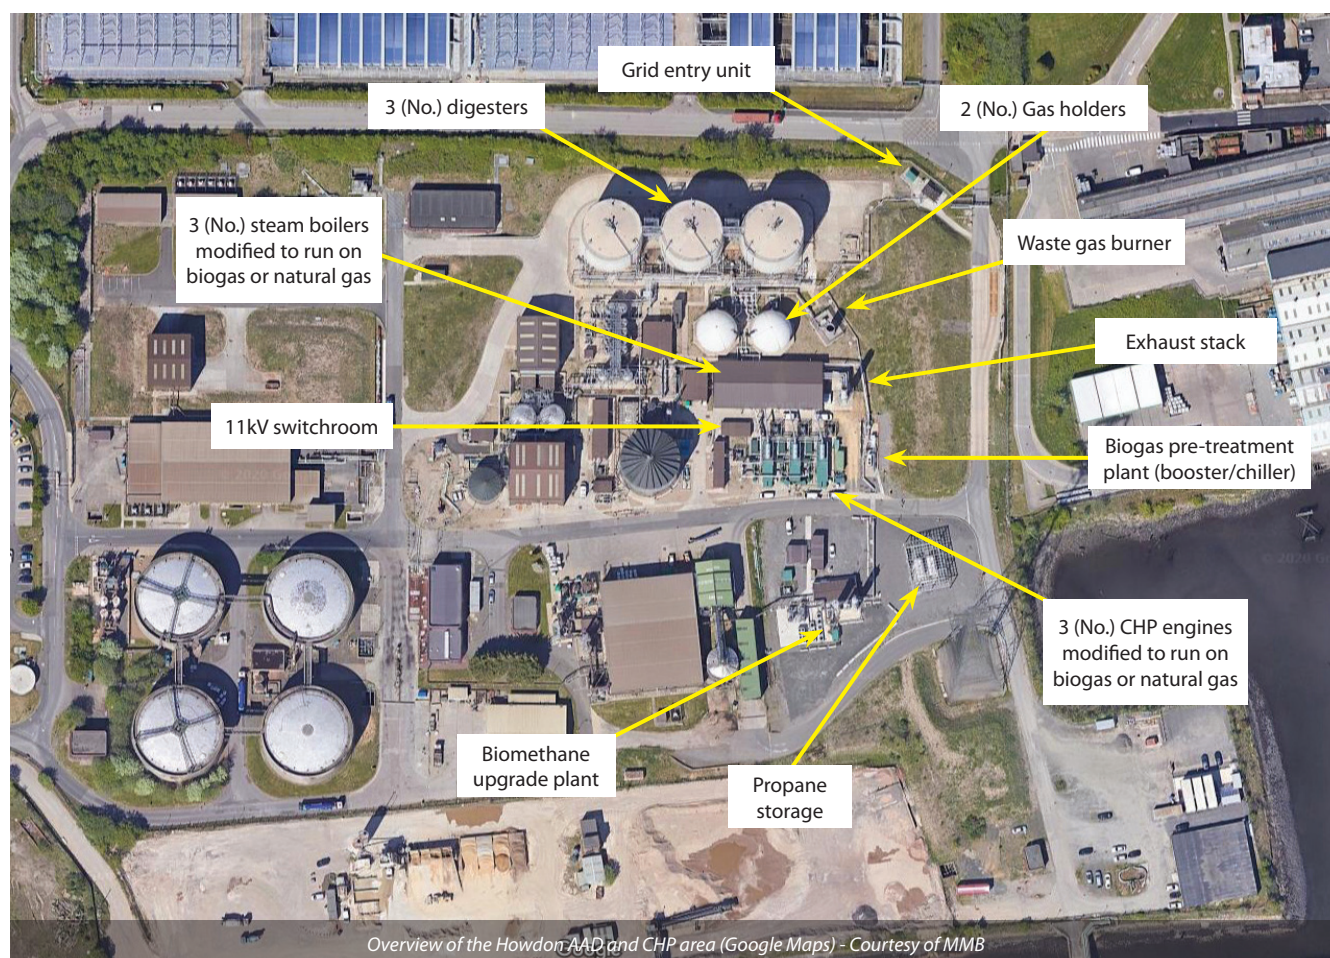 Grid entry unit
3 (No.) digesters
2 (No.) Gas holders
3 (No.) steam boilers
modified to run on
biogas or natural gas
Waste gas burner
Exhaust stack
11kV switchroom
Biogas pre-treatment
plant (booster/chiller)
3 (No.) CHP engines
modified to run on
biogas or natural gas
Biomethane
upgrade plant
Propane
storage
Overview of the Howdon AAD and CHP area (Google Maps) - Courtesy of MMB
Google